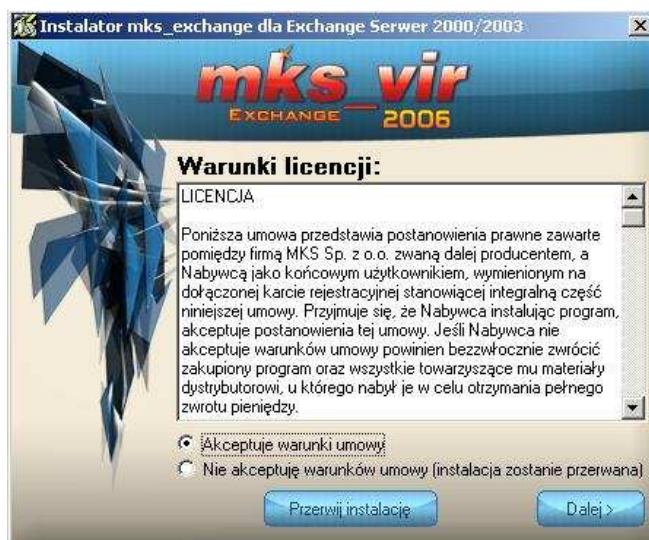 Instalator mks_exchange dla Exchange Serwer 2000/2003
mks_vir
EXCHANGE 2006
Warunki licencji:
LICENCJA
Poniższa umowa przedstawia postanowienia prawne zawarte
pomiędzy firmą MKS Sp. z o.o. zwaną dalej producentem, a
Nabywcą jako końcowym użytkownikiem, wymienionym na
dołączonej karcie rejestracyjnej stanowiącej integralną część
niniejszej umowy. Przyjmuje się, że Nabywca instalując program,
akceptuje postanowienia tej umowy. Jeśli Nabywca nie
akceptuje warunków umowy powinien bezzwłocznie zwrócić
zakupiony program oraz wszystkie towarzyszące mu materiały
dystrybutorowi, u którego nabył je w celu otrzymania pełnego
zwrotu pieniędzy.
Akceptuje warunki umowy
Nie akceptuję warunków umowy (instalacja zostanie przerwana)
Przerwij instalację
Dalej >